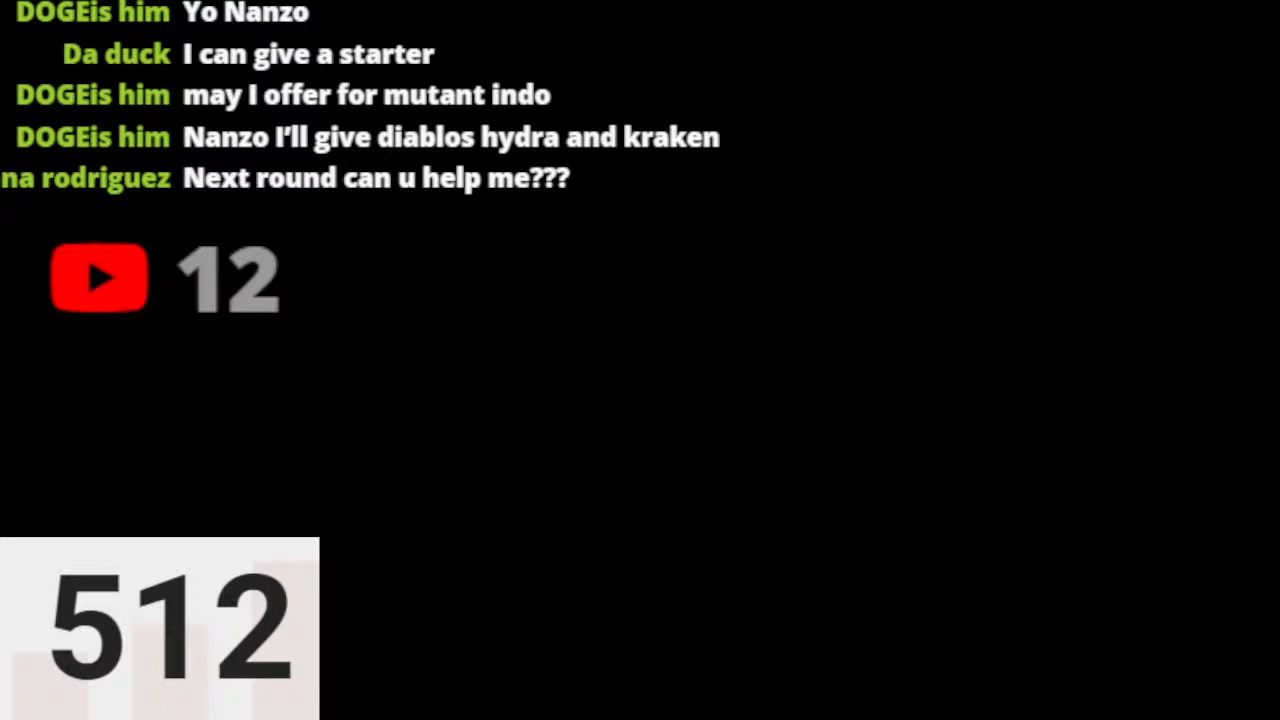 DOGEis him Yo Nanzo
Da duck I can give a starter
DOGEis him may I offer for mutant indo
DOGEis him Nanzo I’ll give diablos hydra and kraken
na rodriguez Next round can u help me???
12
512